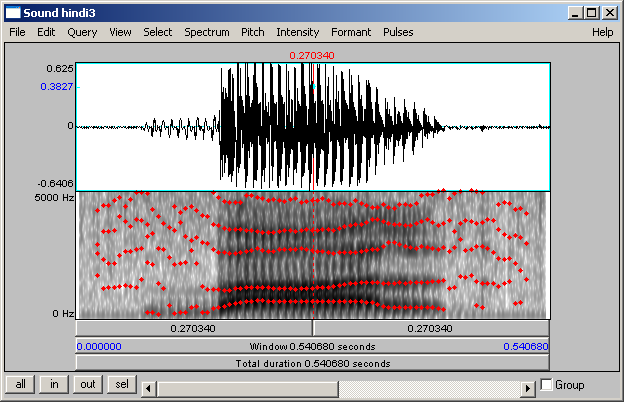 Sound hindi3
File Edit Query View Select Spectrum Pitch Intensity Formant Pulses Help
0.270340
0.625
0.3827
0
-0.6406
5000 Hz
0 Hz
0.270340 0.270340
0.000000 Window 0.540680 seconds 0.540680
Total duration 0.540680 seconds
all in out sel Group